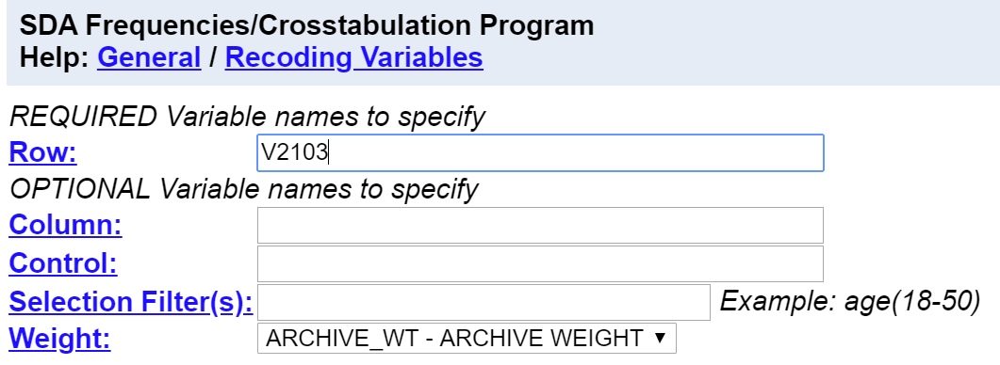 SDA Frequencies/Crosstabulation Program
Help: General / Recoding Variables
REQUIRED Variable names to specify
Row: V2103
OPTIONAL Variable names to specify
Column:
Control:
Selection Filter(s): Example: age(18-50)
Weight: ARCHIVE_WT - ARCHIVE WEIGHT